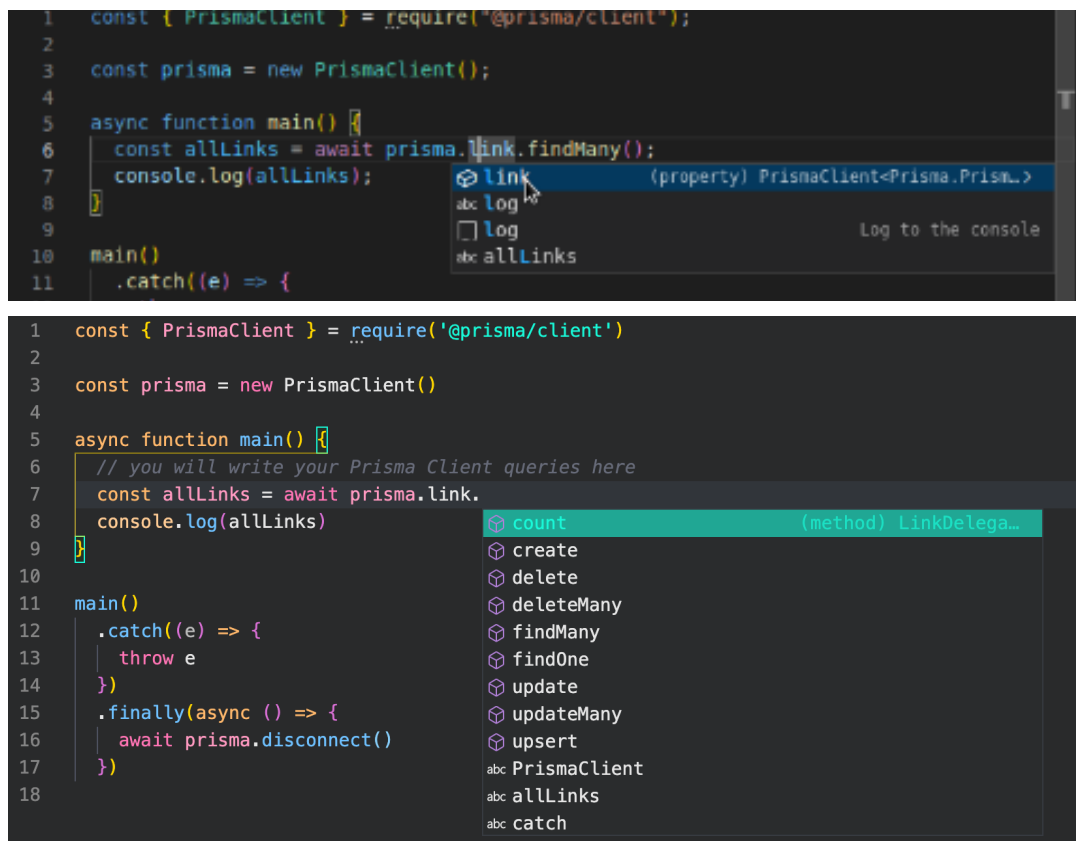 1 const { PrismaClient } = require("@prisma/client");
2
3 const prisma = new PrismaClient();
4
5 async function main() {
6 const allLinks = await prisma.link.findMany();
7 console.log(allLinks);
link (property) PrismaClient<Prisma.Prism…>
8 }
abc log
9
log Log to the console
10 main()
abc allLinks
11 .catch((e) => {
1 const { PrismaClient } = require('@prisma/client')
2
3 const prisma = new PrismaClient()
4
5 async function main() {
6 // you will write your Prisma Client queries here
7 const allLinks = await prisma.link.
8 console.log(allLinks)
count (method) LinkDelega…
9 }
create
10
delete
11 main()
deleteMany
12 .catch((e) => {
findMany
13 throw e
findOne
14 })
update
15 .finally(async () => {
updateMany
16 await prisma.disconnect()
upsert
17 })
abc PrismaClient
18
abc allLinks
abc catch